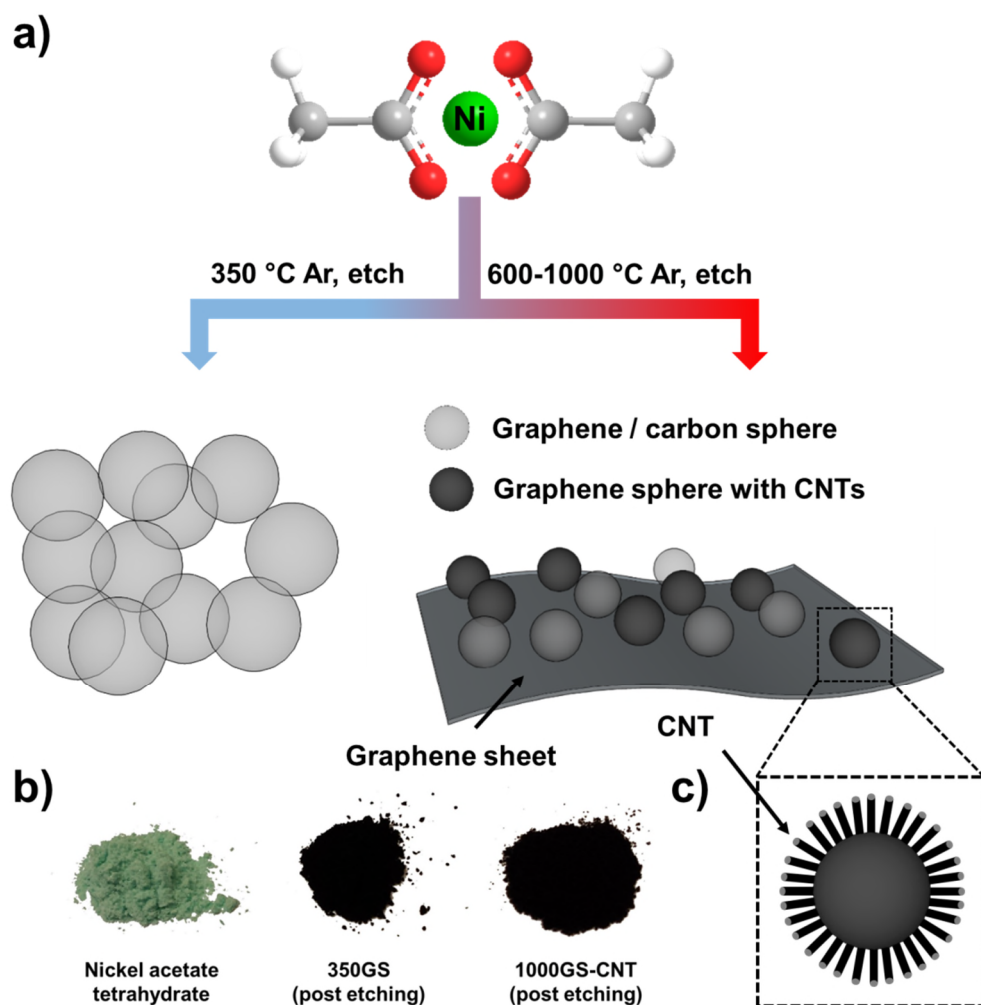 a)
Ni
350 °C Ar, etch
600-1000 °C Ar, etch
Graphene / carbon sphere
Graphene sphere with CNTs
Graphene sheet
CNT
b)
Nickel acetate
tetrahydrate
350GS
(post etching)
1000GS-CNT
(post etching)
c)